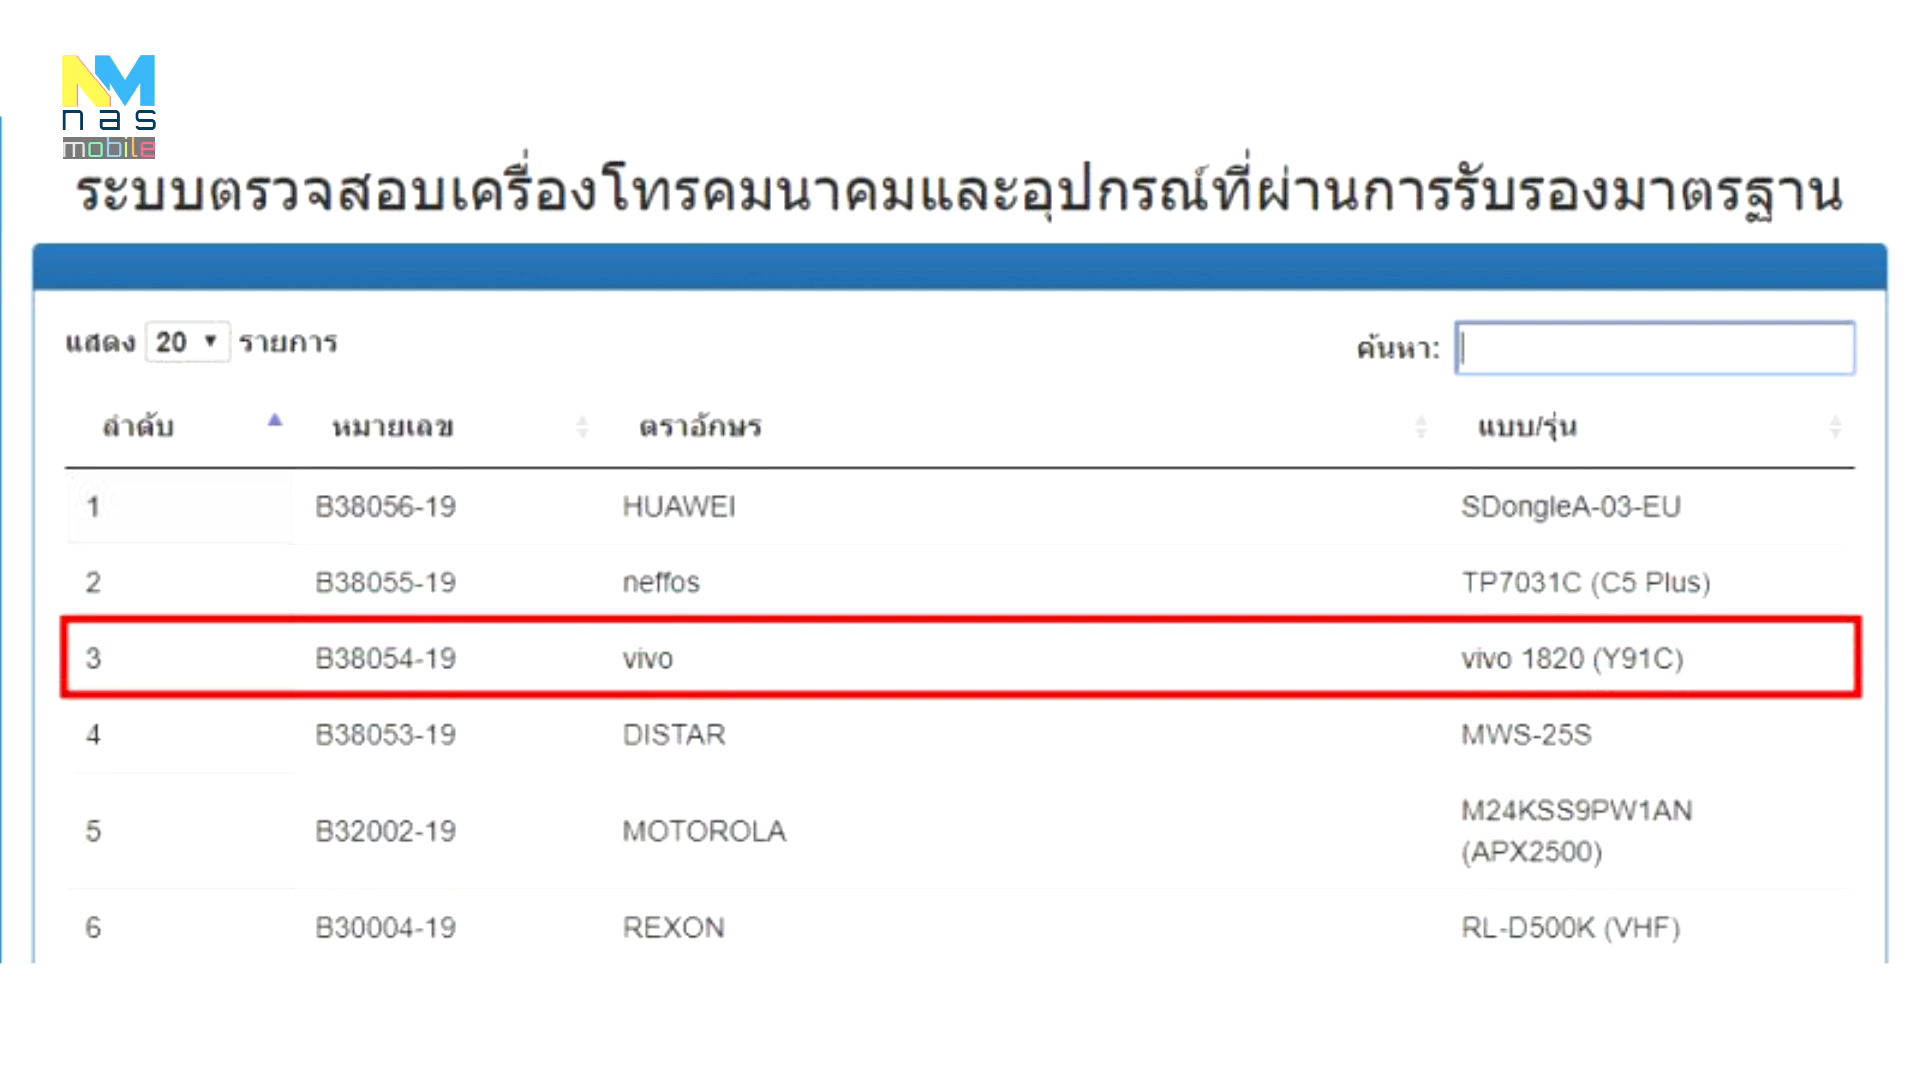 NM
nas
mobile
ระบบตรวจสอบเครื่องโทรคมนาคมและอุปกรณ์ที่ผ่านการรับรองมาตรฐาน
แสดง 20 รายการ ค้นหา:
ลำดับ หมายเลข ตราอักษร แบบ/รุ่น
1 B38056-19 HUAWEI SDongleA-03-EU
2 B38055-19 neffos TP7031C (C5 Plus)
3 B38054-19 vivo vivo 1820 (Y91C)
4 B38053-19 DISTAR MWS-25S
5 B32002-19 MOTOROLA M24KSS9PW1AN
(APX2500)
6 B30004-19 REXON RL-D500K (VHF)